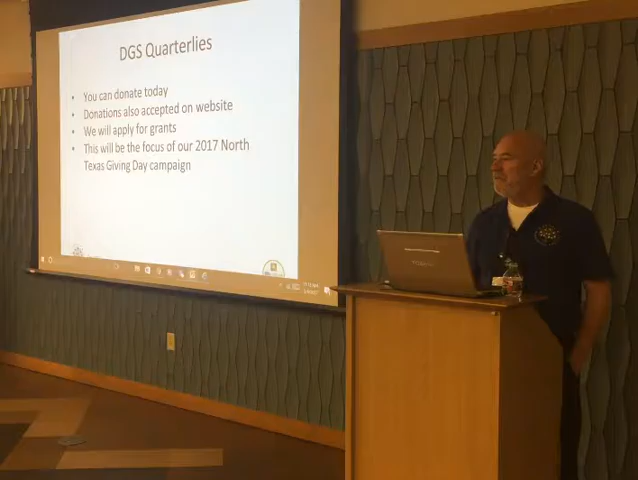 DGS Quarterlies
• You can donate today
• Donations also accepted on website
• We will apply for grants
• This will be the focus of our 2017 North
Texas Giving Day campaign